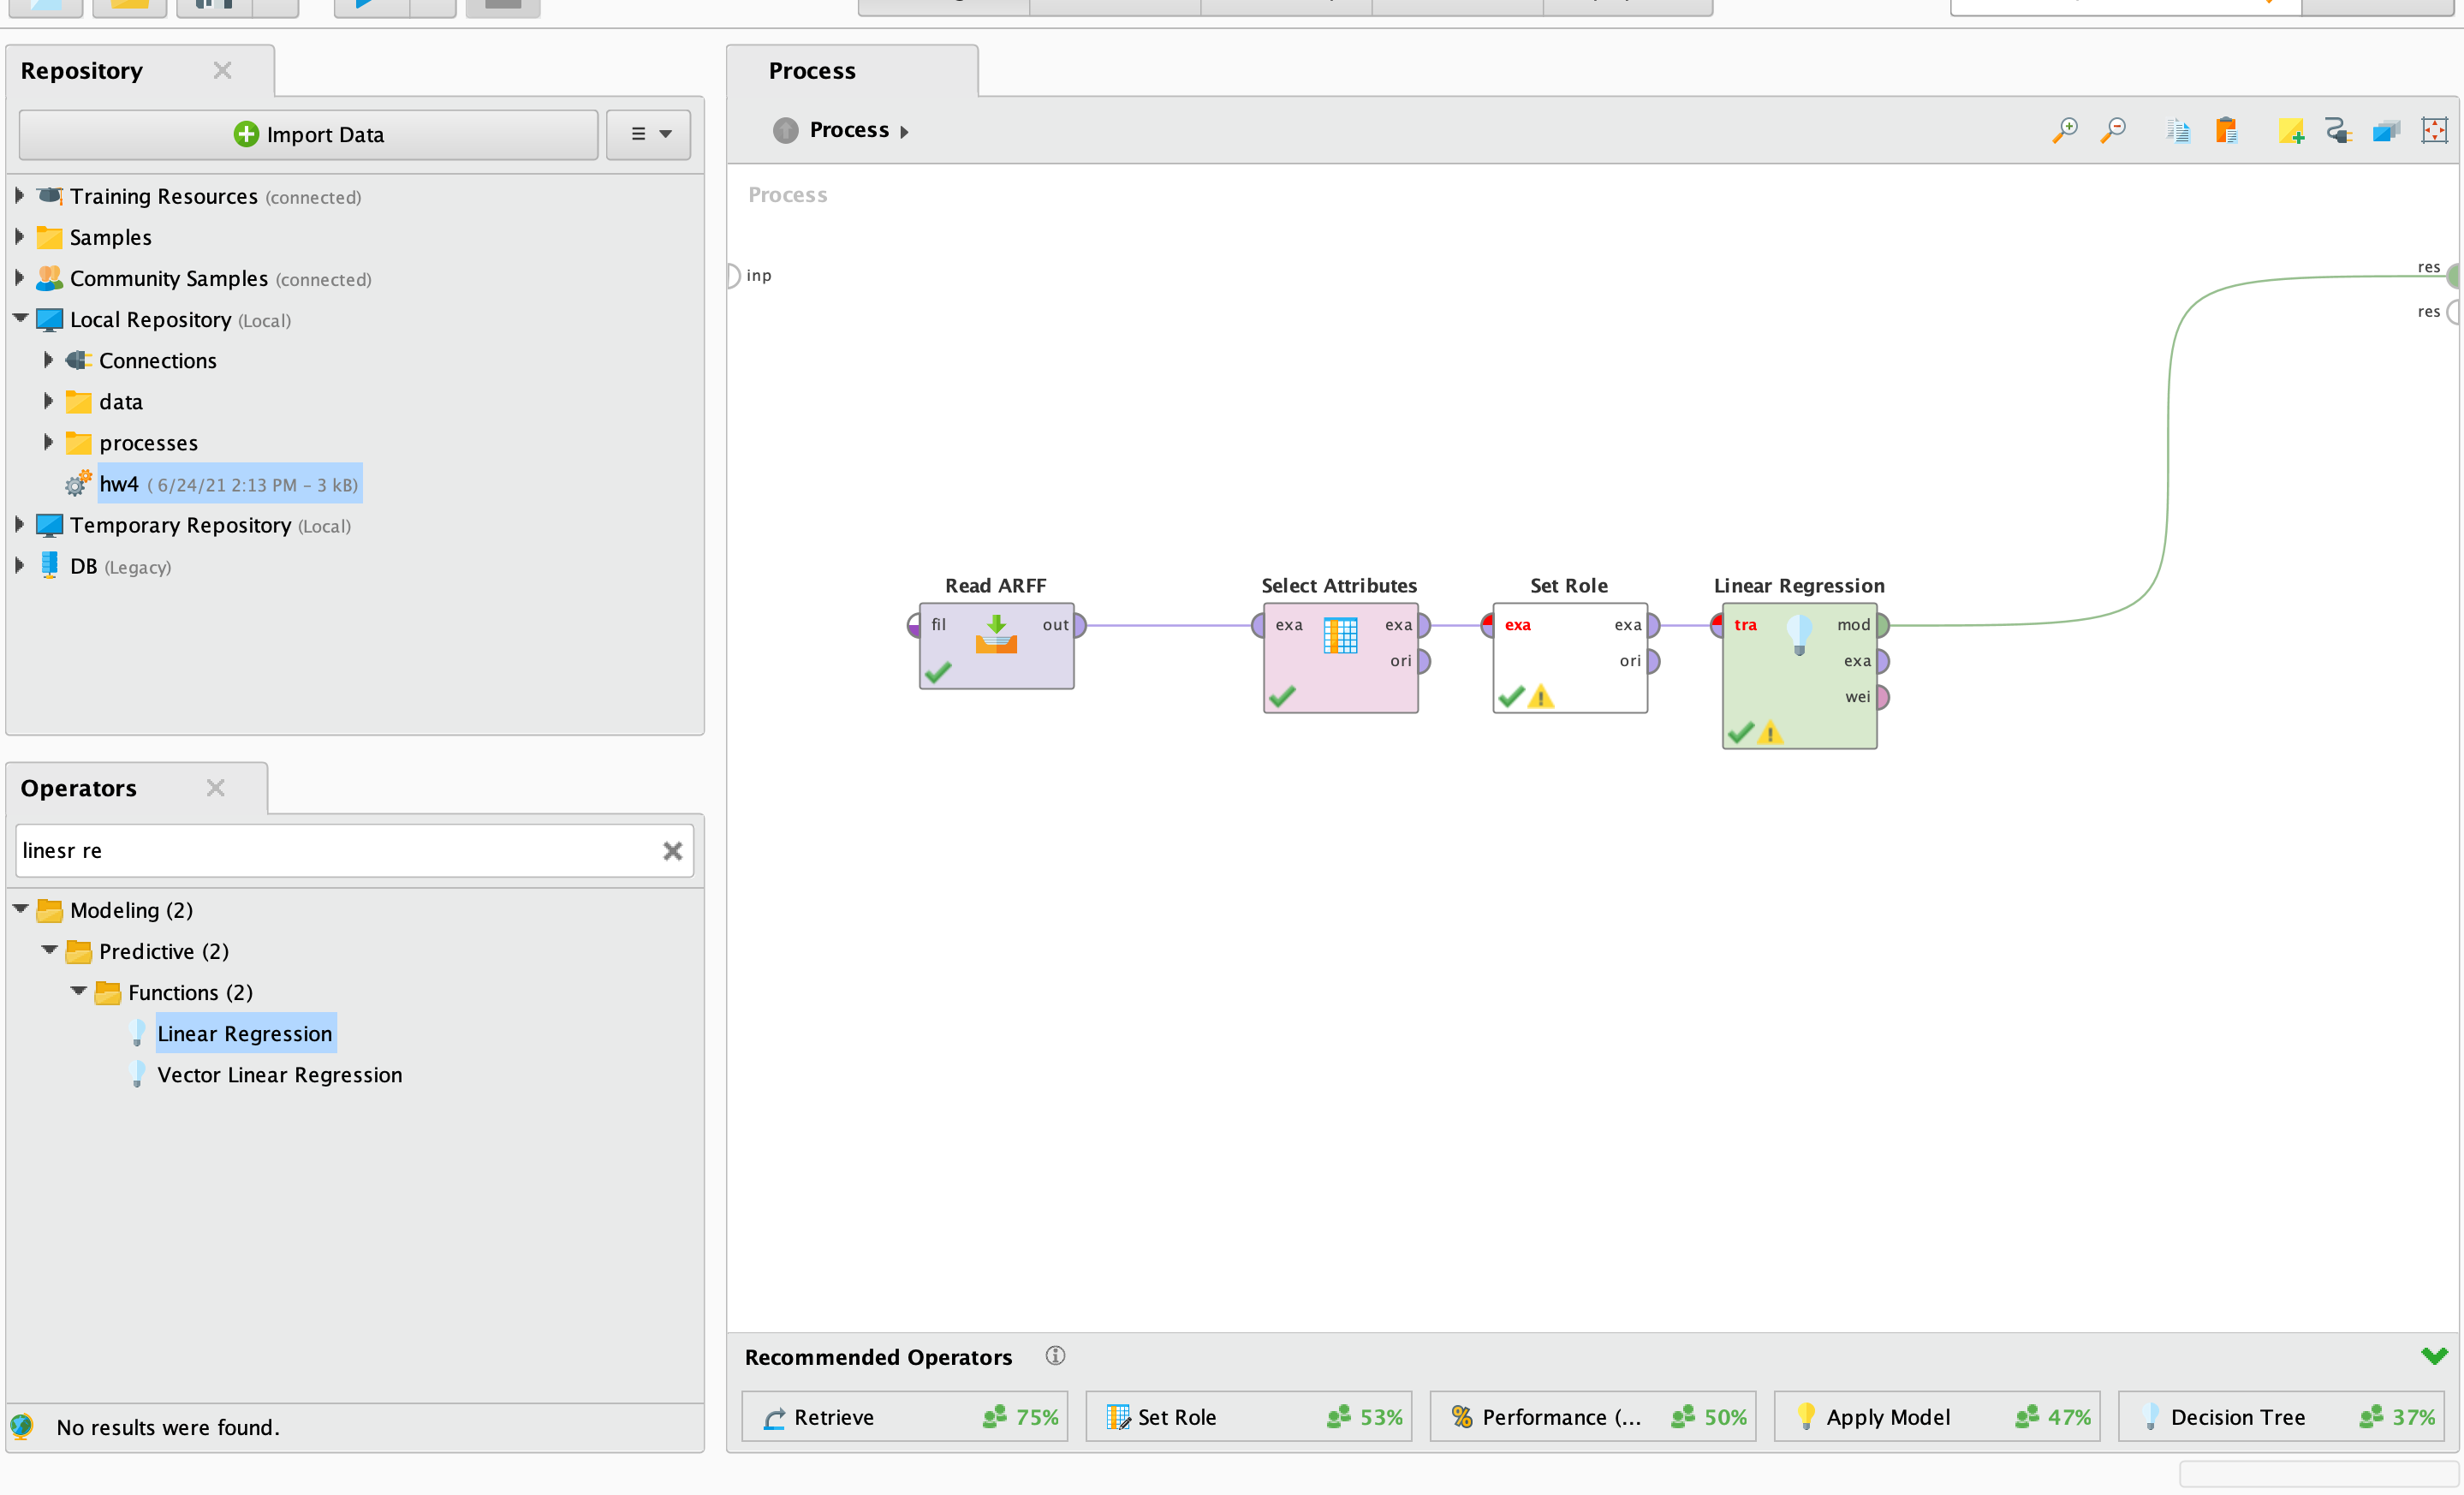 Repository
Process
Import Data
Process
Training Resources (connected)
Samples
Community Samples (connected)
Local Repository (Local)
Connections
data
processes
hw4 ( 6/24/21 2:13 PM – 3 kB)
Temporary Repository (Local)
DB (Legacy)
Process
inp
res
res
Read ARFF
fil
out
Select Attributes
exa
exa
ori
Set Role
exa
exa
ori
Linear Regression
tra
mod
exa
wei
Operators
linesr re
Modeling (2)
Predictive (2)
Functions (2)
Linear Regression
Vector Linear Regression
No results were found.
Recommended Operators
Retrieve 75%
Set Role 53%
Performance (... 50%
Apply Model 47%
Decision Tree 37%